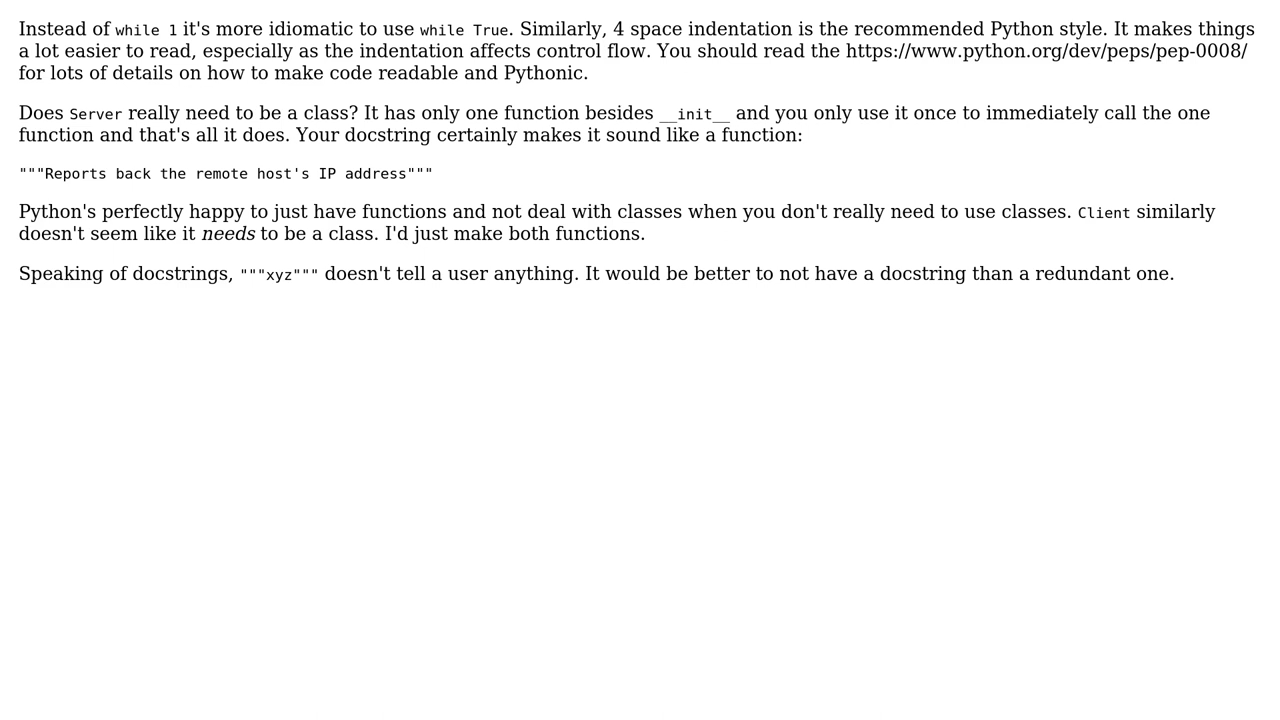 Instead of while 1 it's more idiomatic to use while True. Similarly, 4 space indentation is the recommended Python style. It makes things
a lot easier to read, especially as the indentation affects control flow. You should read the https://www.python.org/dev/peps/pep-0008/
for lots of details on how to make code readable and Pythonic.
Does Server really need to be a class? It has only one function besides __init__ and you only use it once to immediately call the one
function and that's all it does. Your docstring certainly makes it sound like a function:
"""Reports back the remote host's IP address"""
Python's perfectly happy to just have functions and not deal with classes when you don't really need to use classes. Client similarly
doesn't seem like it needs to be a class. I'd just make both functions.
Speaking of docstrings, """xyz""" doesn't tell a user anything. It would be better to not have a docstring than a redundant one.